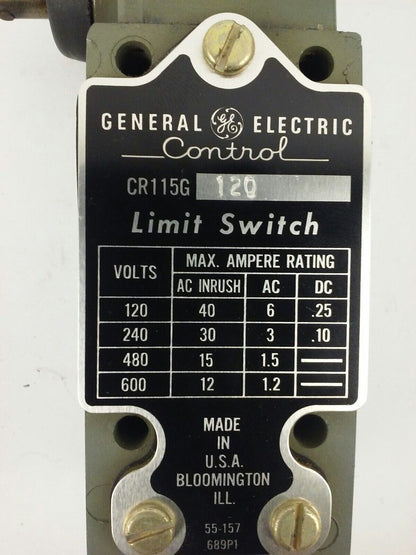 GENERAL GE ELECTRIC
Control
CR115G 120
Limit Switch
VOLTS MAX. AMPERE RATING
AC INRUSH AC DC
120 40 6 .25
240 30 3 .10
480 15 1.5 —
600 12 1.2 —
MADE
IN
U.S.A.
BLOOMINGTON
ILL.
55-157
689P1